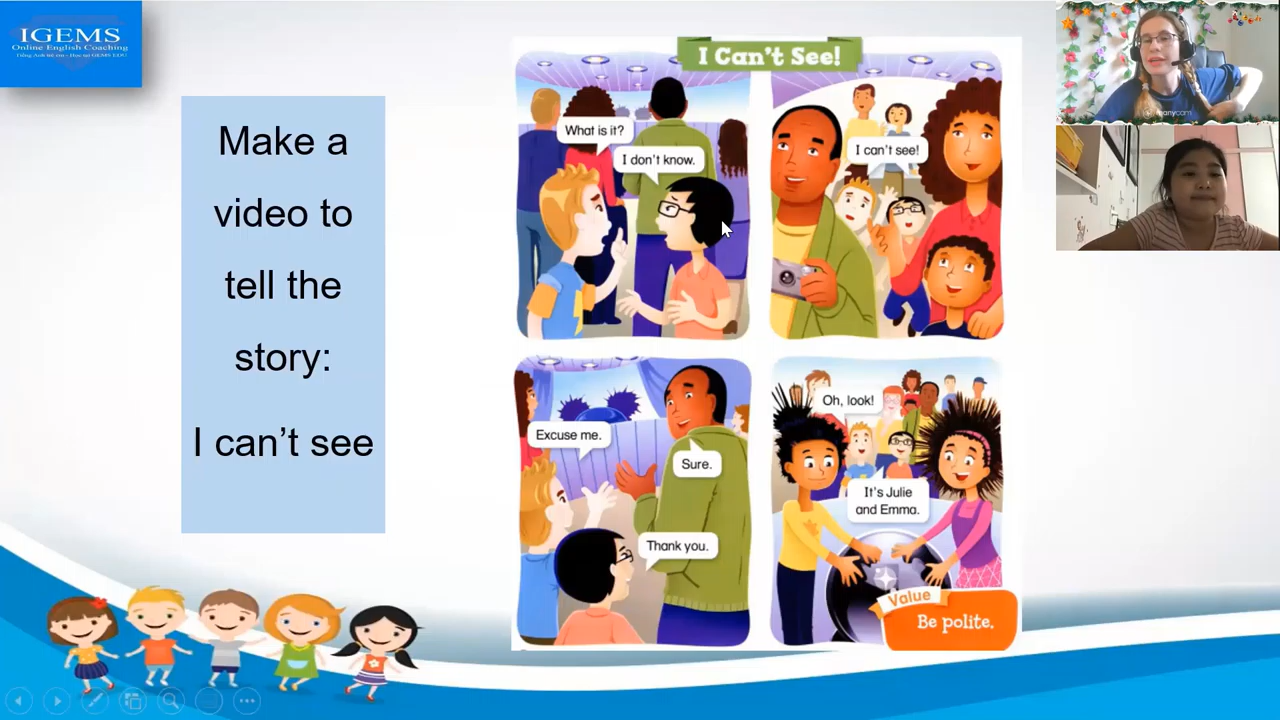 IGEMS
Online English Coaching
Make a
video to
tell the
story:
I can't see
I Can't See!
What is it?
I don't know.
I can't see!
Excuse me.
Sure.
Thank you.
Oh, look!
It's Julie
and Emma.
Value
Be polite.